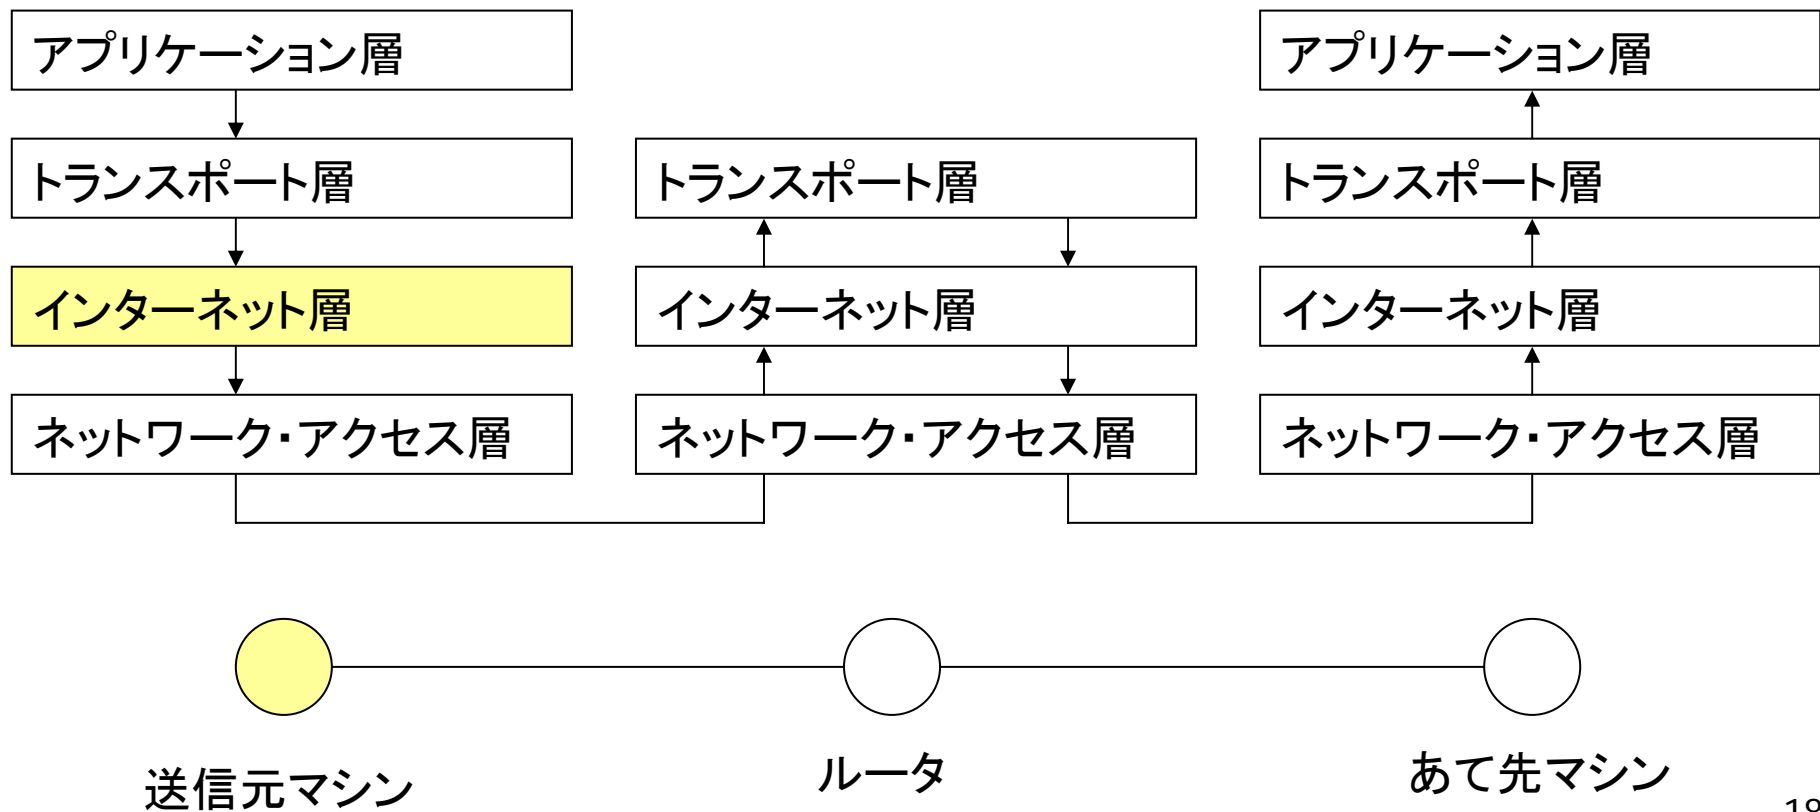 アプリケーション層
アプリケーション層
トランスポート層
トランスポート層
トランスポート層
インターネット層
インターネット層
インターネット層
ネットワーク・アクセス層
ネットワーク・アクセス層
ネットワーク・アクセス層
送信元マシン
ルータ
あて先マシン
18